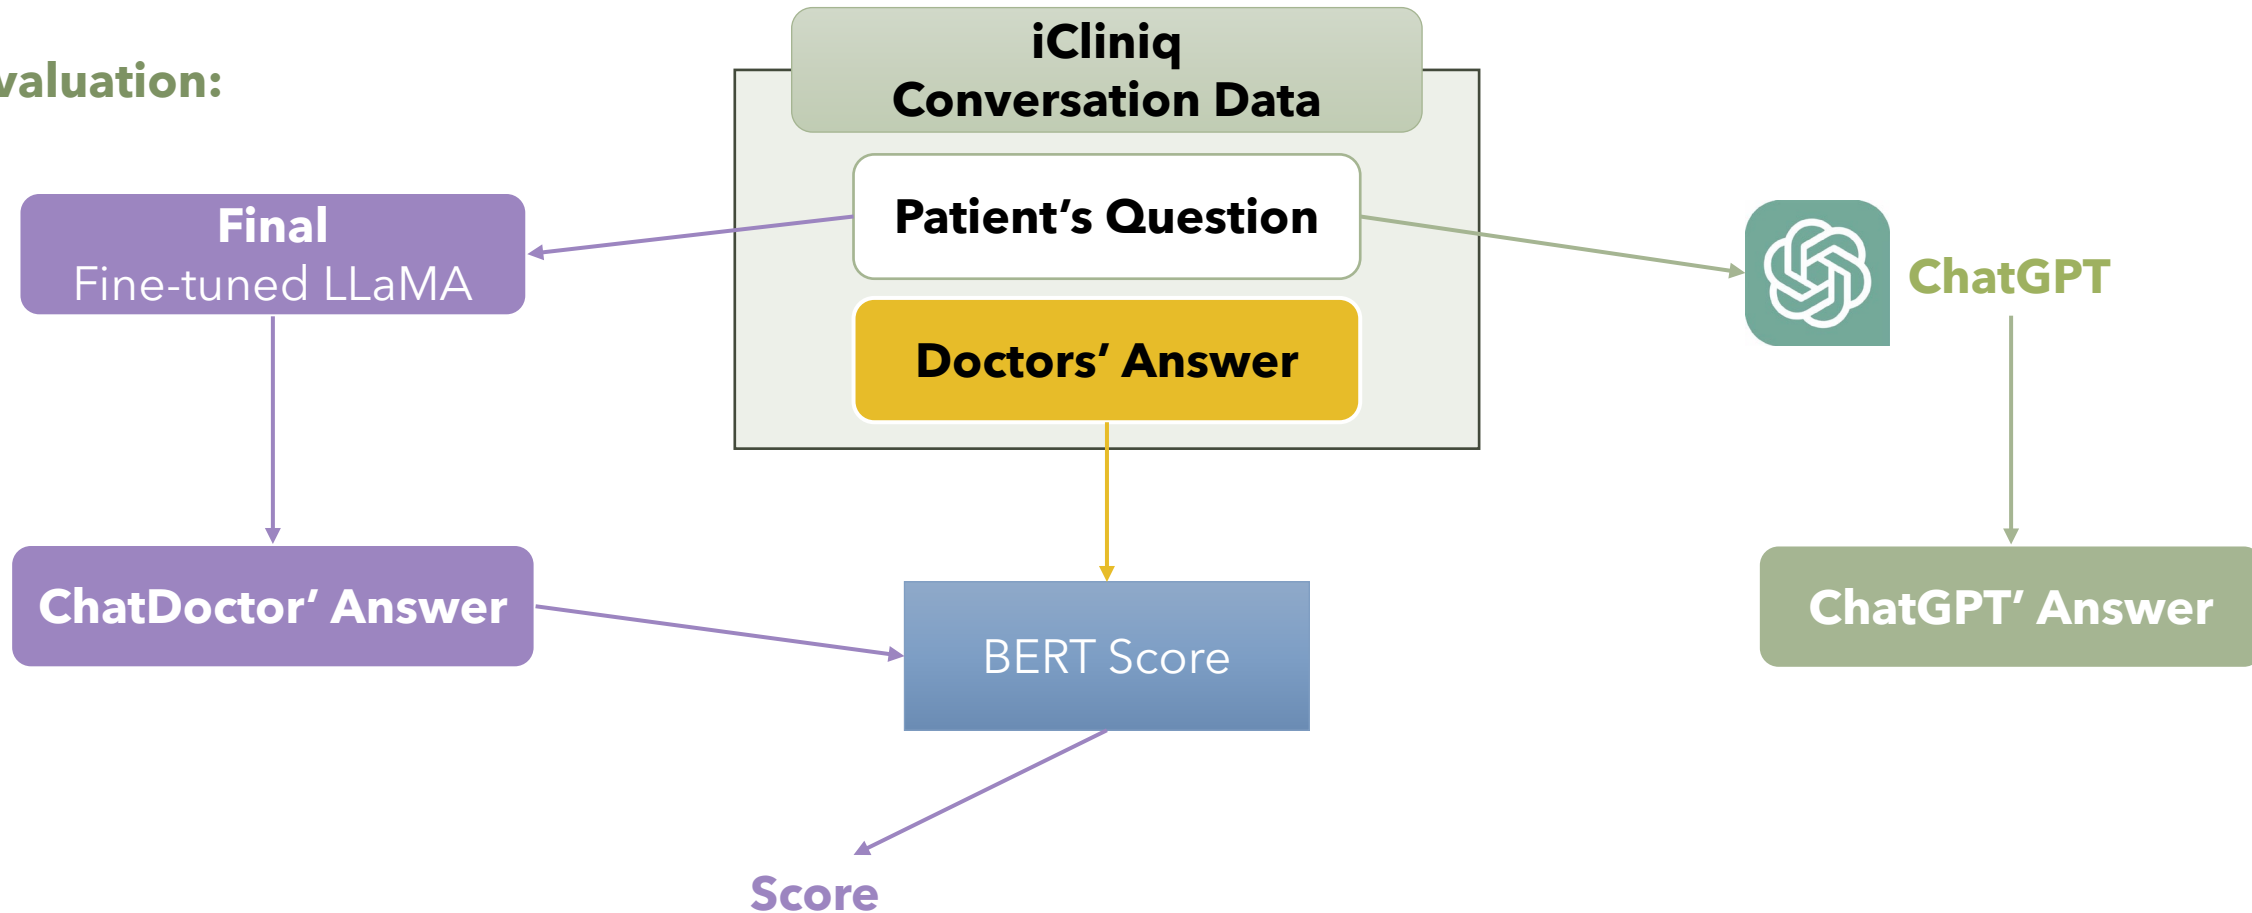 valuation:
iCliniq
Conversation Data
Patient’s Question
Doctors’ Answer
Final
Fine-tuned LLaMA
ChatGPT
ChatDoctor’ Answer
BERT Score
ChatGPT’ Answer
Score